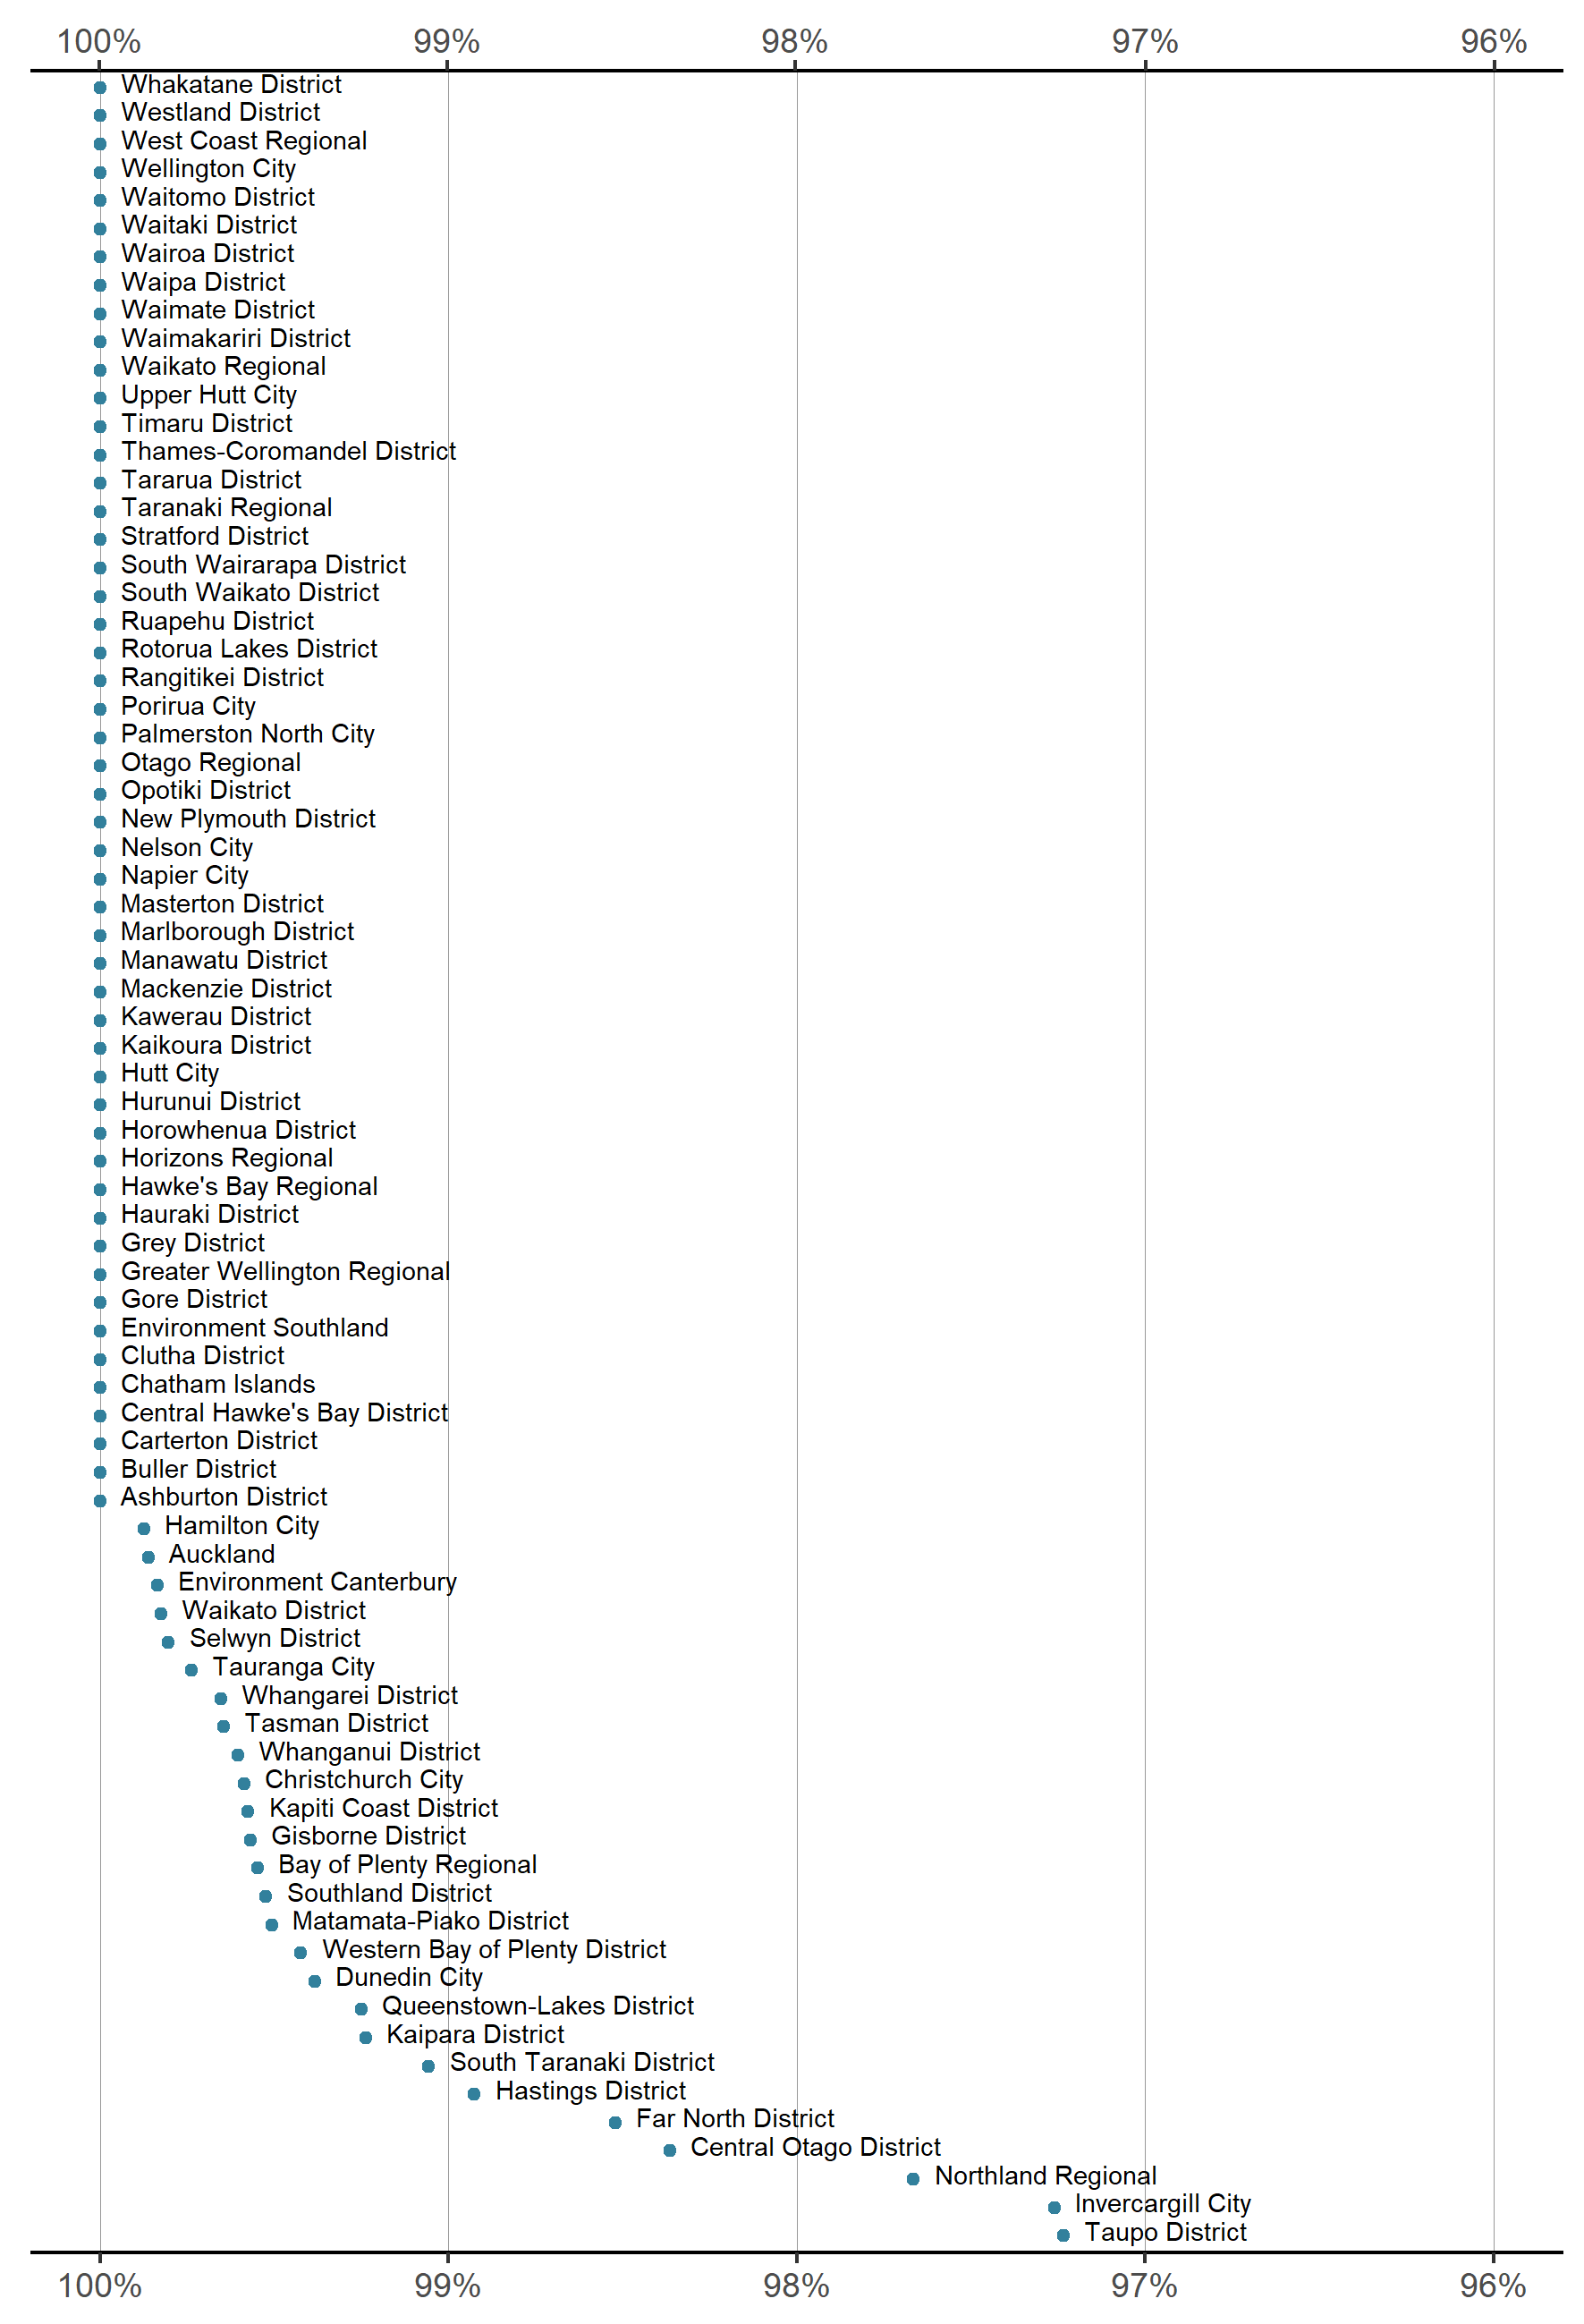 100% 99% 98% 97% 96%
Whakatane District
Westland District
West Coast Regional
Wellington City
Waitomo District
Waitaki District
Wairoa District
Waipa District
Waimate District
Waimakariri District
Waikato Regional
Upper Hutt City
Timaru District
Thames-Coromandel District
Tararua District
Taranaki Regional
Stratford District
South Wairarapa District
South Waikato District
Ruapehu District
Rotorua Lakes District
Rangitikei District
Porirua City
Palmerston North City
Otago Regional
Opotiki District
New Plymouth District
Nelson City
Napier City
Masterton District
Marlborough District
Manawatu District
Mackenzie District
Kawerau District
Kaikoura District
Hutt City
Hurunui District
Horowhenua District
Horizons Regional
Hawke's Bay Regional
Hauraki District
Grey District
Greater Wellington Regional
Gore District
Environment Southland
Clutha District
Chatham Islands
Central Hawke's Bay District
Carterton District
Buller District
Ashburton District
Hamilton City
Auckland
Environment Canterbury
Waikato District
Selwyn District
Tauranga City
Whangarei District
Tasman District
Whanganui District
Christchurch City
Kapiti Coast District
Gisborne District
Bay of Plenty Regional
Southland District
Matamata-Piako District
Western Bay of Plenty District
Dunedin City
Queenstown-Lakes District
Kaipara District
South Taranaki District
Hastings District
Far North District
Central Otago District
Northland Regional
Invercargill City
Taupo District
100% 99% 98% 97% 96%